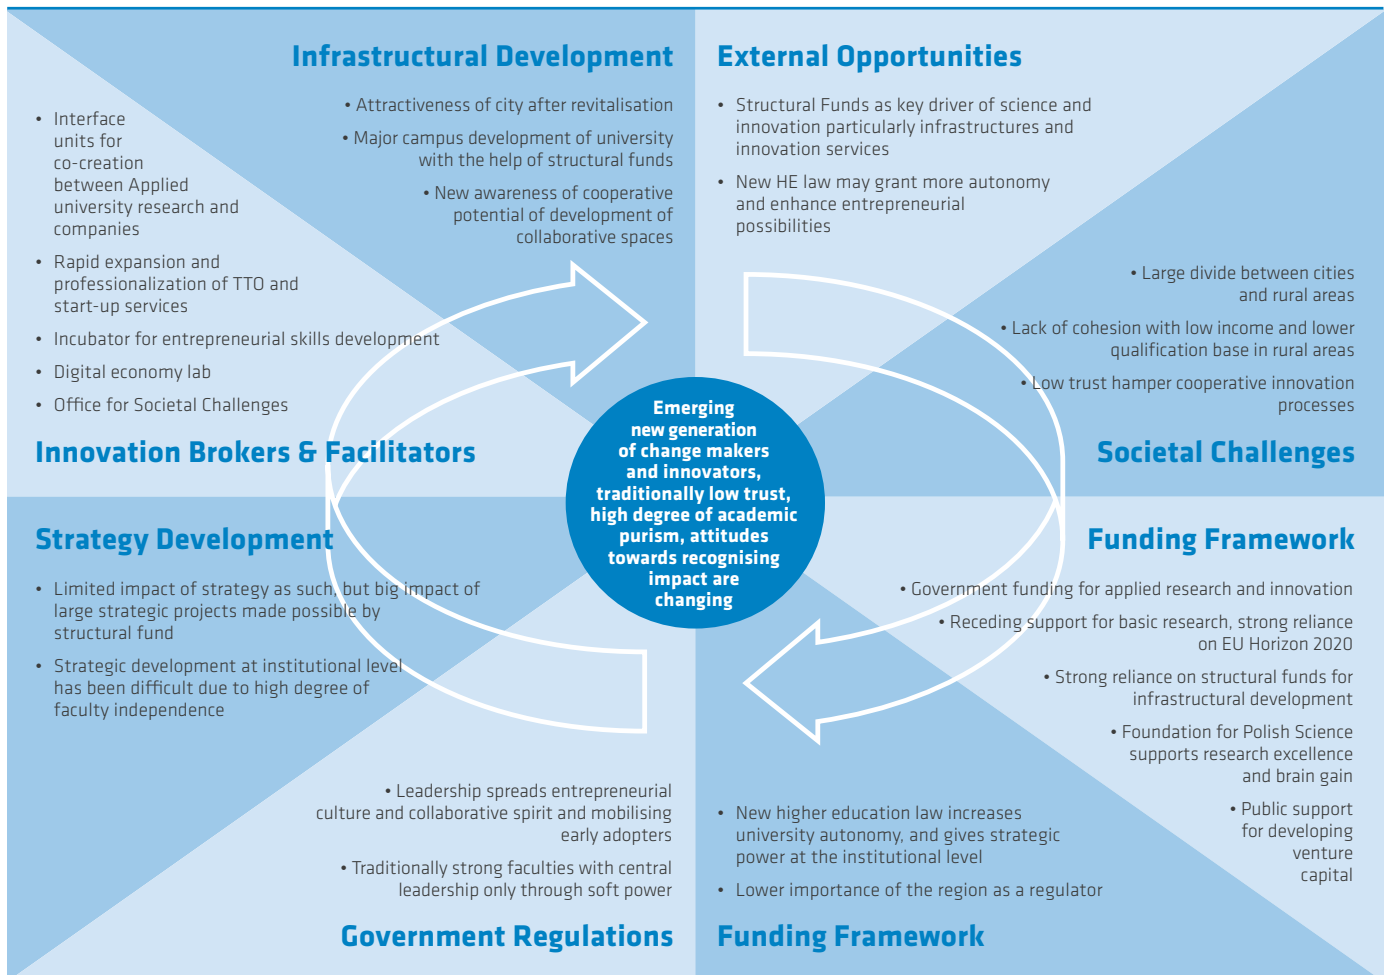 Infrastructural Development
• Attractiveness of city after revitalisation
• Major campus development of university
with the help of structural funds
• New awareness of cooperative
potential of development of
collaborative spaces
External Opportunities
• Structural Funds as key driver of science and
innovation particularly infrastructures and
innovation services
• New HE law may grant more autonomy
and enhance entrepreneurial
possibilities
• Interface
units for
co-creation
between Applied
university research and
companies
• Rapid expansion and
professionalization of TTO and
start-up services
• Incubator for entrepreneurial skills development
• Digital economy lab
• Office for Societal Challenges
Innovation Brokers & Facilitators
• Large divide between cities
and rural areas
• Lack of cohesion with low income and lower
qualification base in rural areas
• Low trust hamper cooperative innovation
processes
Societal Challenges
Emerging
new generation
of change makers
and innovators,
traditionally low trust,
high degree of academic
purism, attitudes
towards recognising
impact are
changing
Strategy Development
• Limited impact of strategy as such, but big impact of
large strategic projects made possible by
structural fund
• Strategic development at institutional level
has been difficult due to high degree of
faculty independence
Funding Framework
• Government funding for applied research and innovation
• Receding support for basic research, strong reliance
on EU Horizon 2020
• Strong reliance on structural funds for
infrastructural development
• Foundation for Polish Science
supports research excellence
and brain gain
• Public support
for developing
venture
capital
• Leadership spreads entrepreneurial
culture and collaborative spirit and mobilising
early adopters
• Traditionally strong faculties with central
leadership only through soft power
Government Regulations
• New higher education law increases
university autonomy, and gives strategic
power at the institutional level
• Lower importance of the region as a regulator
Funding Framework